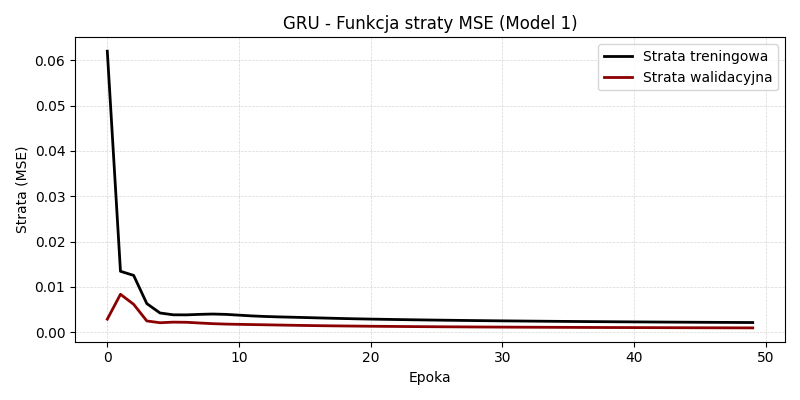 GRU - Funkcja straty MSE (Model 1)
Strata treningowa
Strata walidacyjna
Strata (MSE)
0.06
0.05
0.04
0.03
0.02
0.01
0.00
0 10 20 30 40 50
Epoka